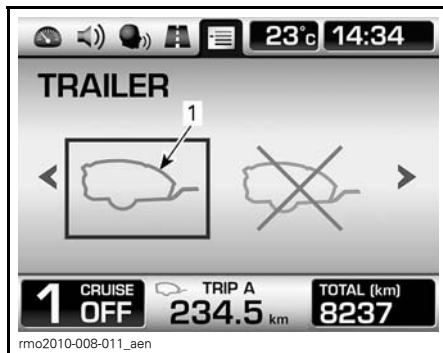 23°c 14:34
TRAILER
1
1 CRUISE OFF TRIP A 234.5 km TOTAL (km) 8237
rmo2010-008-011_aen